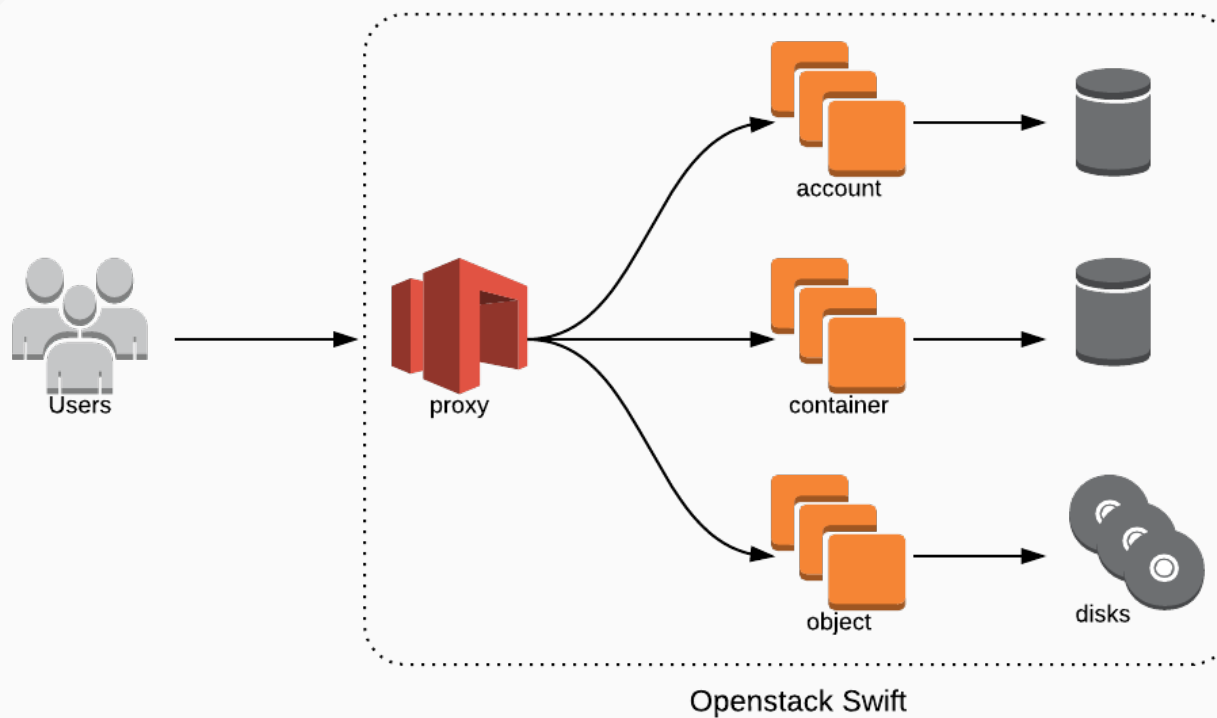 account
Users
proxy
container
object
disks
Openstack Swift